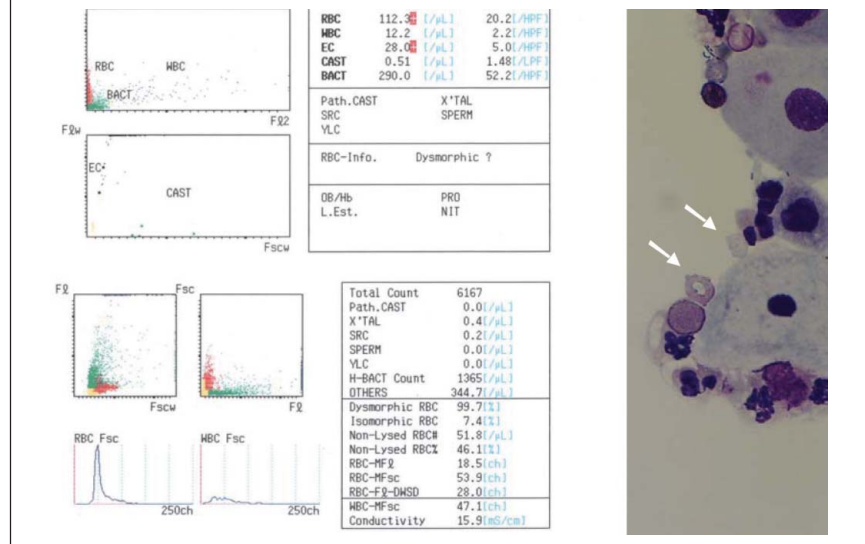 RBC 112.3+ [/µL] 20.2[/HPF]
WBC 12.2 [/µL] 2.2[/HPF]
EC 28.0+ [/µL] 5.0[/HPF]
CAST 0.51 [/µL] 1.48[/LPF]
BACT 290.0 [/µL] 52.2[/HPF]
RBC WBC
BACT
Fℓ2
Path.CAST X'TAL
SRC SPERM
YLC
Fℓw
EC
CAST
Fscw
RBC-Info. Dysmorphic ?
OB/Hb PRO
L.Est. NIT
Fℓ Fsc
Fscw Fℓ
Total Count 6167
Path.CAST 0.0[/µL]
X'TAL 0.4[/µL]
SRC 0.2[/µL]
SPERM 0.0[/µL]
YLC 0.0[/µL]
H-BACT Count 1365[/µL]
OTHERS 344.7[/µL]
Dysmorphic RBC 99.7[%]
Isomorphic RBC 7.4[%]
Non-Lysed RBC# 51.8[/µL]
Non-Lysed RBC% 46.1[%]
RBC-MFℓ 18.5[ch]
RBC-MFsc 53.9[ch]
RBC-Fℓ-DWSD 28.0[ch]
WBC-MFsc 47.1[ch]
Conductivity 15.9[mS/cm]
RBC Fsc WBC Fsc
250ch 250ch